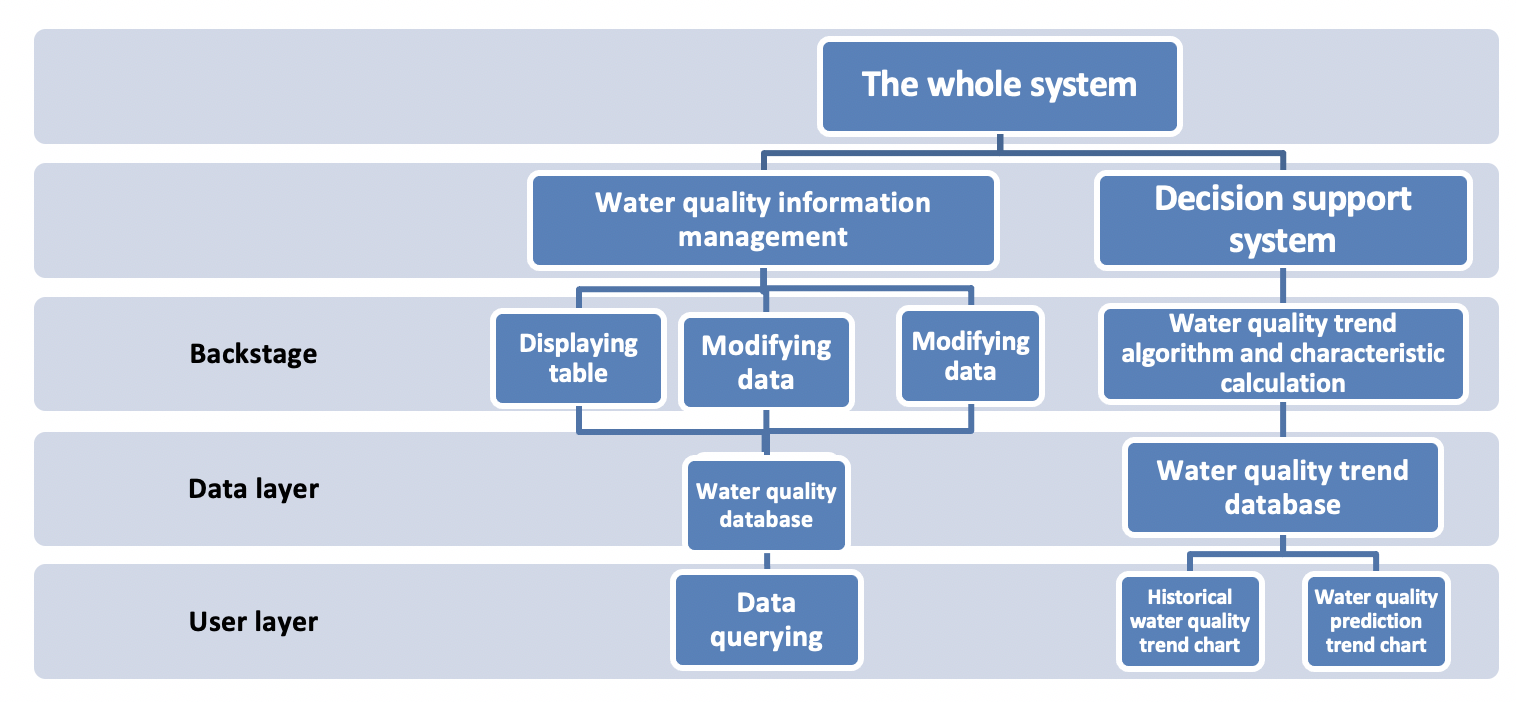 The whole system
Water quality information
management
Decision support
system
Backstage
Displaying
table
Modifying
data
Modifying
data
Water quality trend
algorithm and characteristic
calculation
Data layer
Water quality
database
Water quality trend
database
User layer
Data
querying
Historical
water quality
trend chart
Water quality
prediction
trend chart